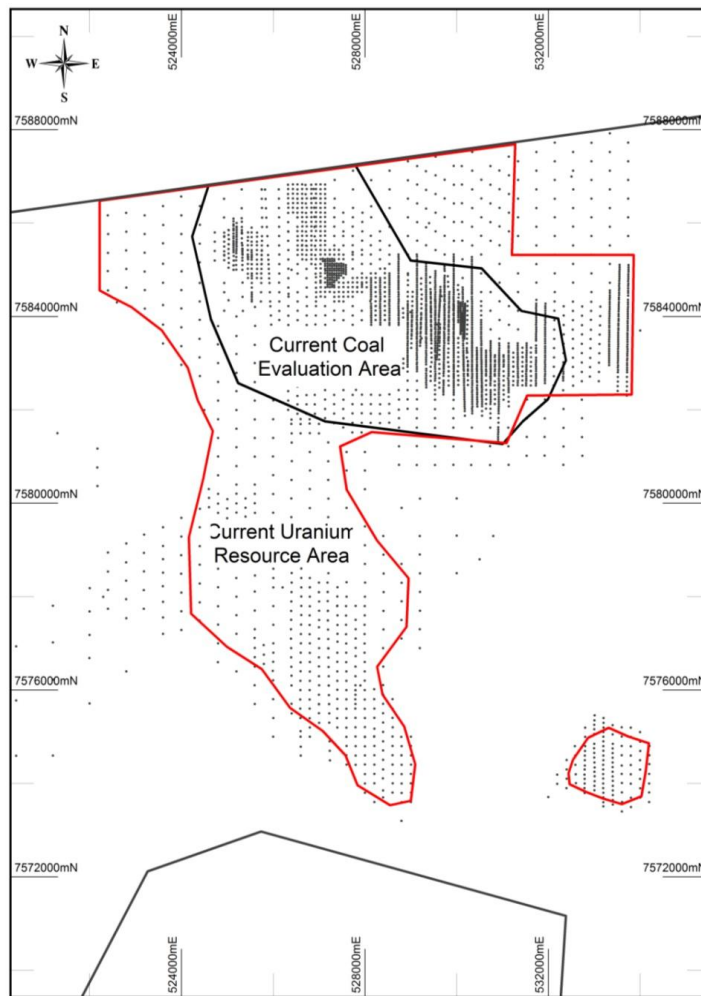 524000mE
528000mE
532000mE
N
W E
S
7588000mN
7588000mN
7584000mN
7584000mN
Current Coal
Evaluation Area
7580000mN
7580000mN
Current Uranium
Resource Area
7576000mN
7576000mN
7572000mN
7572000mN
524000mE
528000mE
532000mE